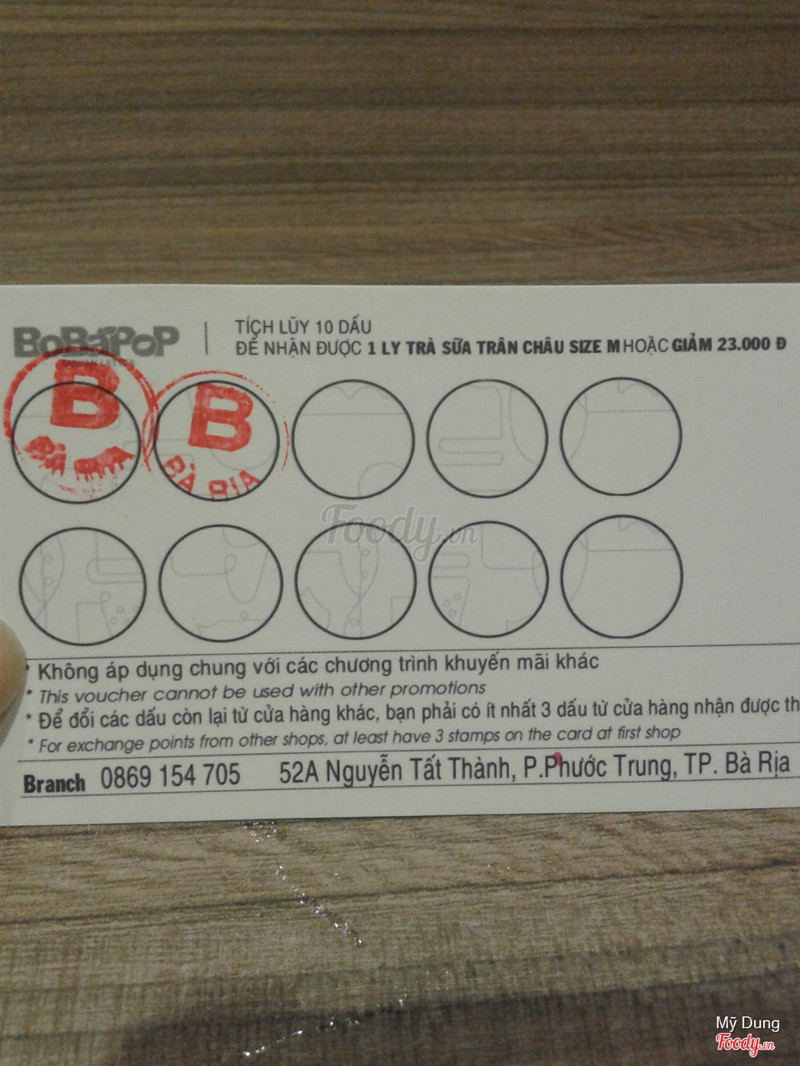 BoBaPoP
TÍCH LŨY 10 DẤU
ĐỂ NHẬN ĐƯỢC 1 LY TRÀ SỮA TRÂN CHÂU SIZE M HOẶC GIẢM 23.000 Đ
B B
BÀ RỊA BÀ RỊA
Foody.vn
* Không áp dụng chung với các chương trình khuyến mãi khác
* This voucher cannot be used with other promotions
* Để đổi các dấu còn lại từ cửa hàng khác, bạn phải có ít nhất 3 dấu từ cửa hàng nhận được th
* For exchange points from other shops, at least have 3 stamps on the card at first shop
Branch 0869 154 705 52A Nguyễn Tất Thành, P.Phước Trung, TP. Bà Rịa
Mỹ Dung
Foody.vn